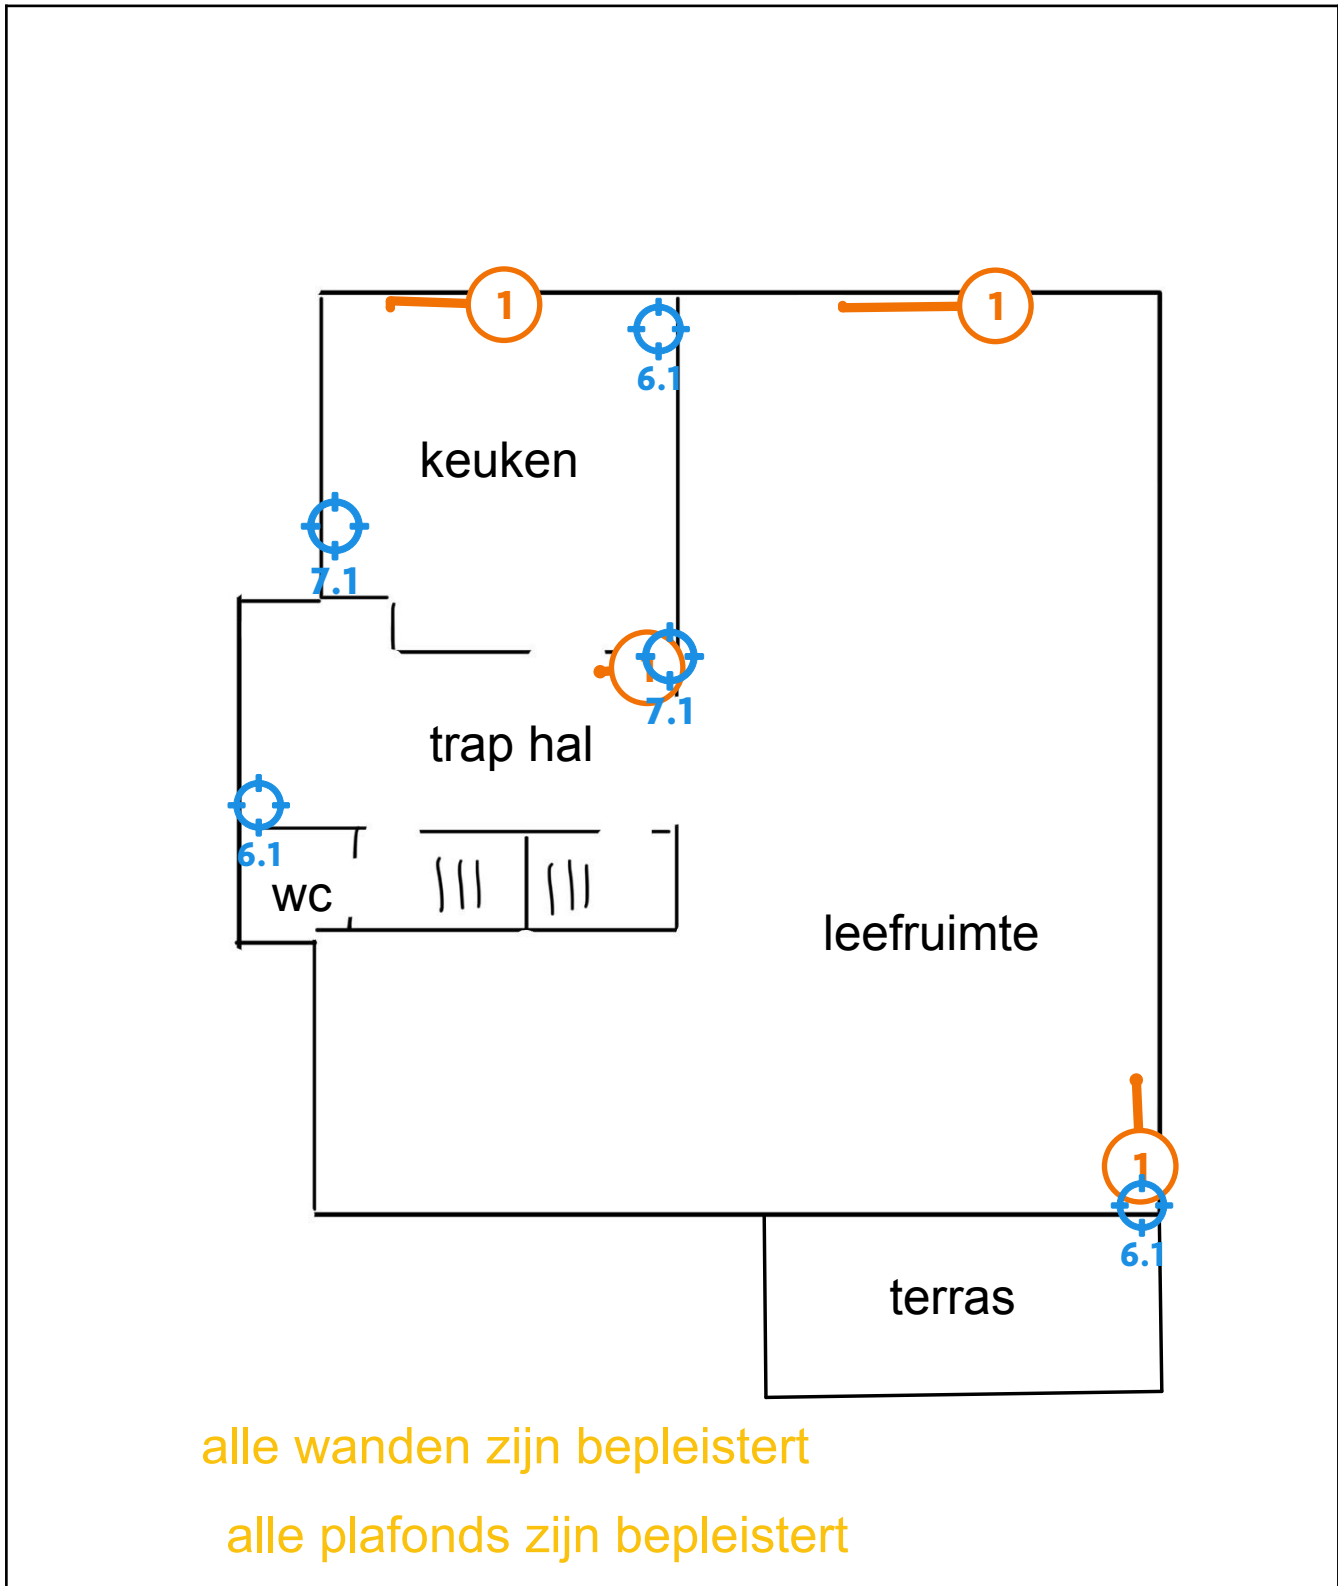 1
1
6.1
keuken
7.1
1
7.1
trap hal
6.1
wc
leefruimte
1
6.1
terras
alle wanden zijn bepleistert
alle plafonds zijn bepleistert